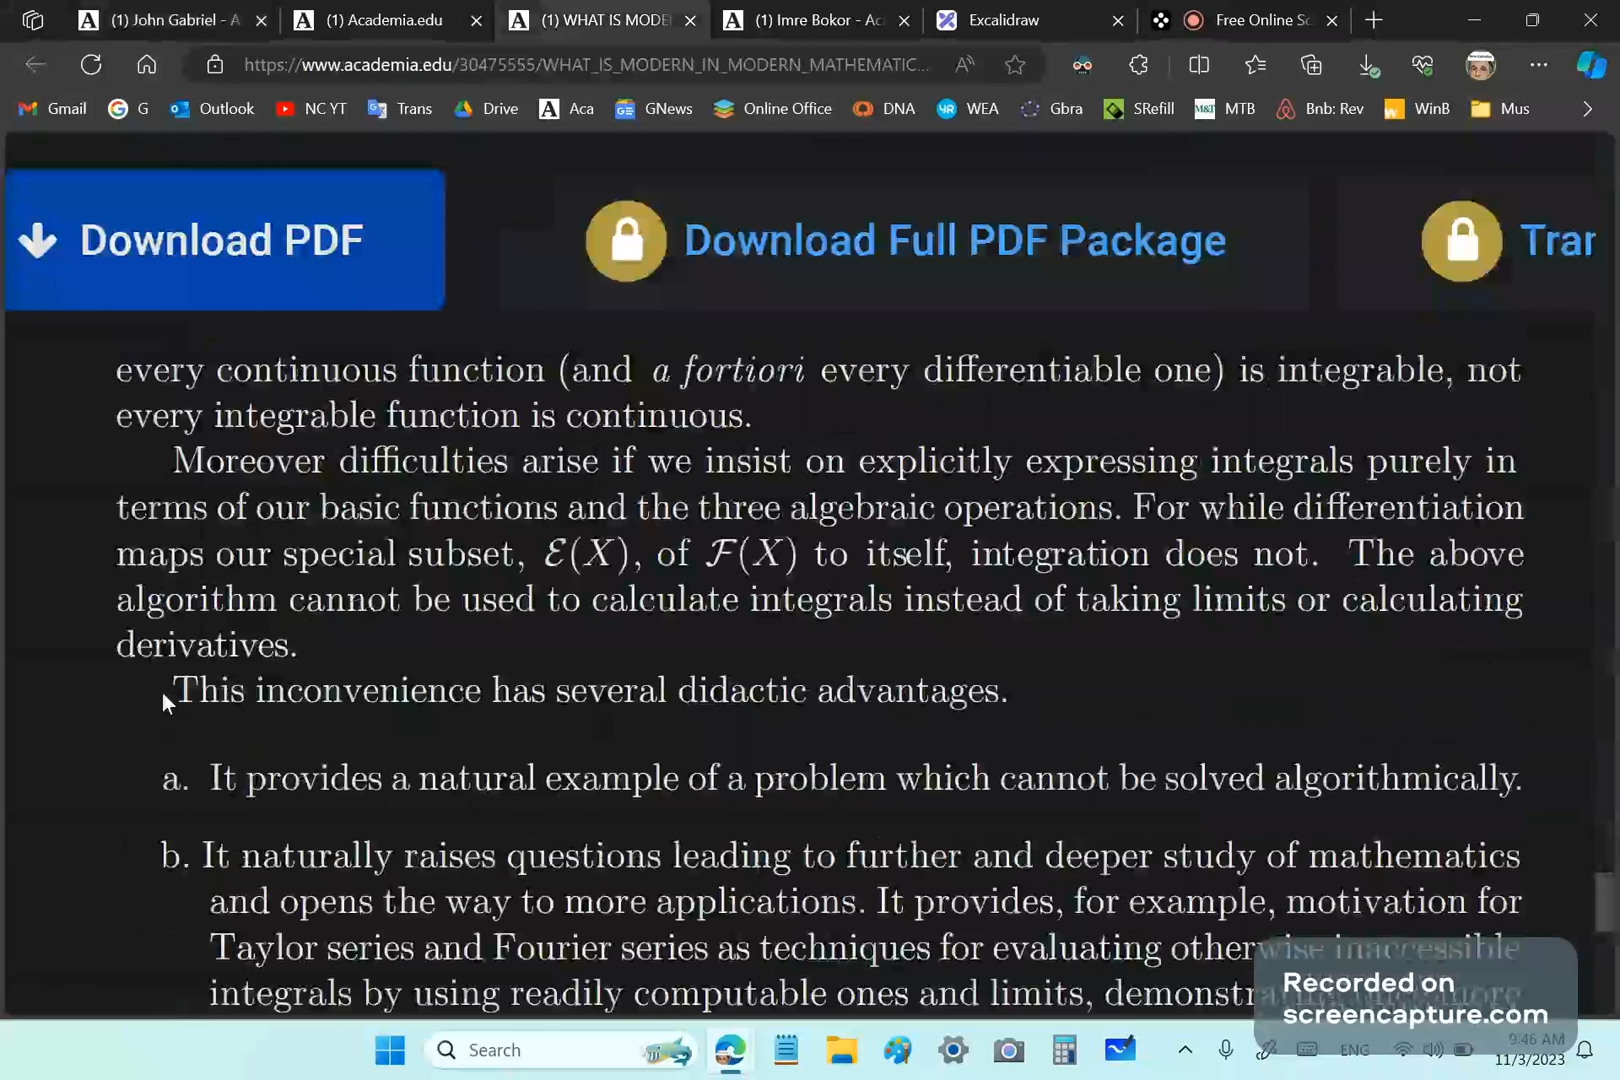 (1) John Gabriel - A
(1) Academia.edu
(1) WHAT IS MODE
(1) Imre Bokor - Ac
Excalidraw
Free Online Sc
https://www.academia.edu/30475555/WHAT_IS_MODERN_IN_MODERN_MATHEMATIC...
Gmail G Outlook NC YT Trans Drive Aca GNews Online Office DNA WEA Gbra SRefill MTB Bnb: Rev WinB Mus
Download PDF
Download Full PDF Package
Tran
every continuous function (and a fortiori every differentiable one) is integrable, not
every integrable function is continuous.
Moreover difficulties arise if we insist on explicitly expressing integrals purely in
terms of our basic functions and the three algebraic operations. For while differentiation
maps our special subset, ℰ(X), of ℱ(X) to itself, integration does not. The above
algorithm cannot be used to calculate integrals instead of taking limits or calculating
derivatives.
This inconvenience has several didactic advantages.
a. It provides a natural example of a problem which cannot be solved algorithmically.
b. It naturally raises questions leading to further and deeper study of mathematics
and opens the way to more applications. It provides, for example, motivation for
Taylor series and Fourier series as techniques for evaluating otherwise inaccessible
integrals by using readily computable ones and limits, demonstra
Recorded on
screencapture.com
Search
ENG
9:46 AM
11/3/2023